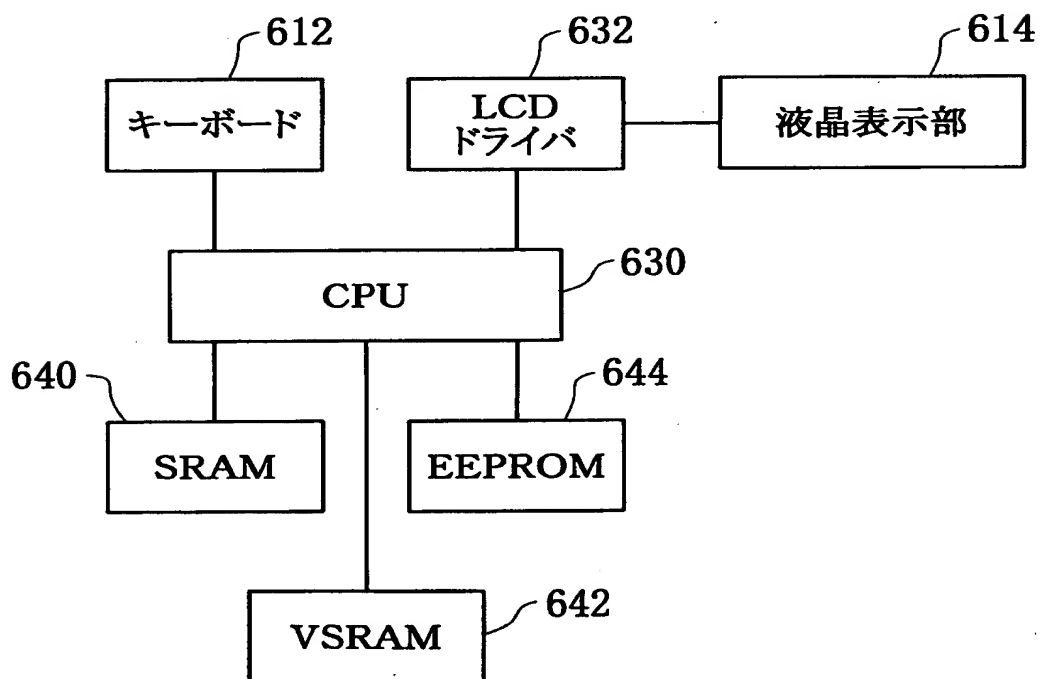 612
632
614
キーボード
LCD
ドライバ
液晶表示部
630
CPU
640
644
SRAM
EEPROM
642
VSRAM